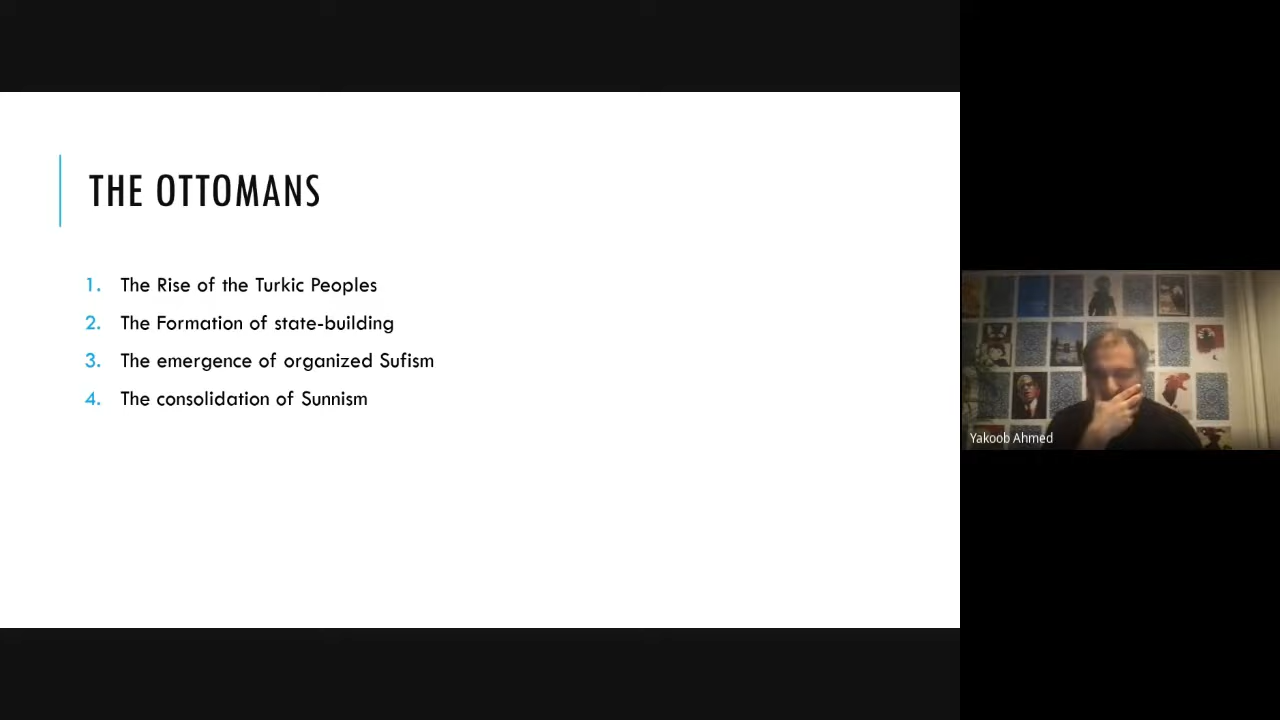 THE OTTOMANS
1. The Rise of the Turkic Peoples
2. The Formation of state-building
3. The emergence of organized Sufism
4. The consolidation of Sunnism
Yakoob Ahmed